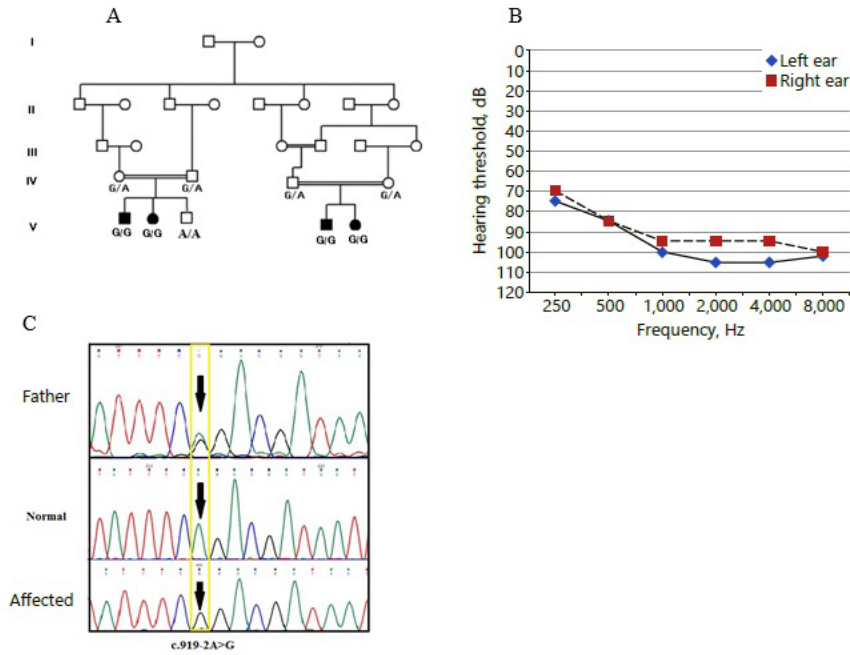 A
I
II
III
IV
G/A G/A G/A G/A
V
G/G G/G A/A G/G G/G
B
Left ear
Right ear
Hearing threshold, dB
0
10
20
30
40
50
60
70
80
90
100
110
120
250 500 1,000 2,000 4,000 8,000
Frequency, Hz
C
Father
Normal
Affected
c.919-2A>G